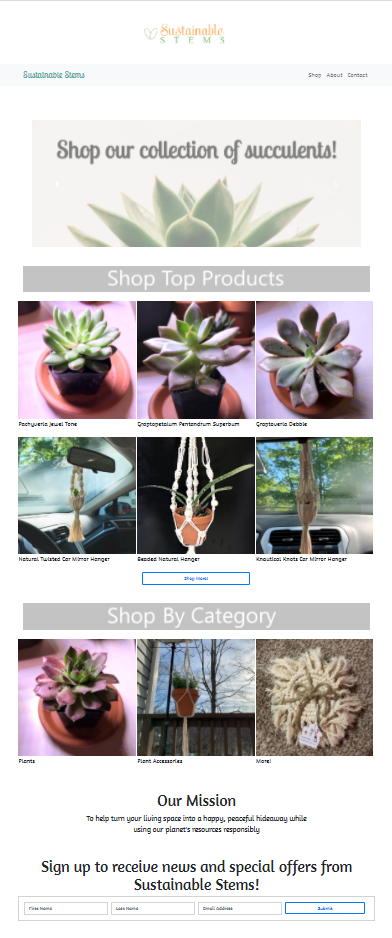 Sustainable
STEMS
Sustainable Stems
Shop About Contact
Shop our collection of succulents!
Shop Top Products
Pachyveria Jewel Tone
Graptopetalum Pentandrum Superbum
Graptoveria Debbie
Natural Twisted Car Mirror Hanger
Beaded Natural Hanger
Knautical Knots Car Mirror Hanger
Shop More!
Shop By Category
Plants
Plant Accessories
More!
Our Mission
To help turn your living space into a happy, peaceful hideaway while
using our planet's resources responsibly
Sign up to receive news and special offers from
Sustainable Stems!
First Name
Last Name
Email Address
Submit